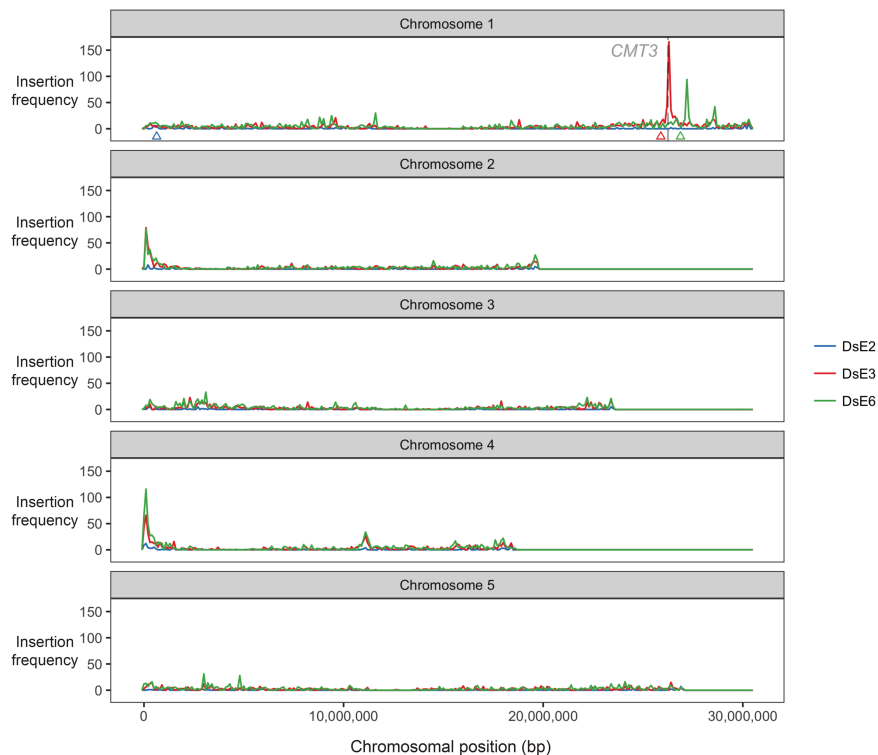 Chromosome 1
Insertion
frequency
150
100
50
0
CMT3
Chromosome 2
Insertion
frequency
150
100
50
0
Chromosome 3
Insertion
frequency
150
100
50
0
DsE2
DsE3
DsE6
Chromosome 4
Insertion
frequency
150
100
50
0
Chromosome 5
Insertion
frequency
150
100
50
0
0 10,000,000 20,000,000 30,000,000
Chromosomal position (bp)